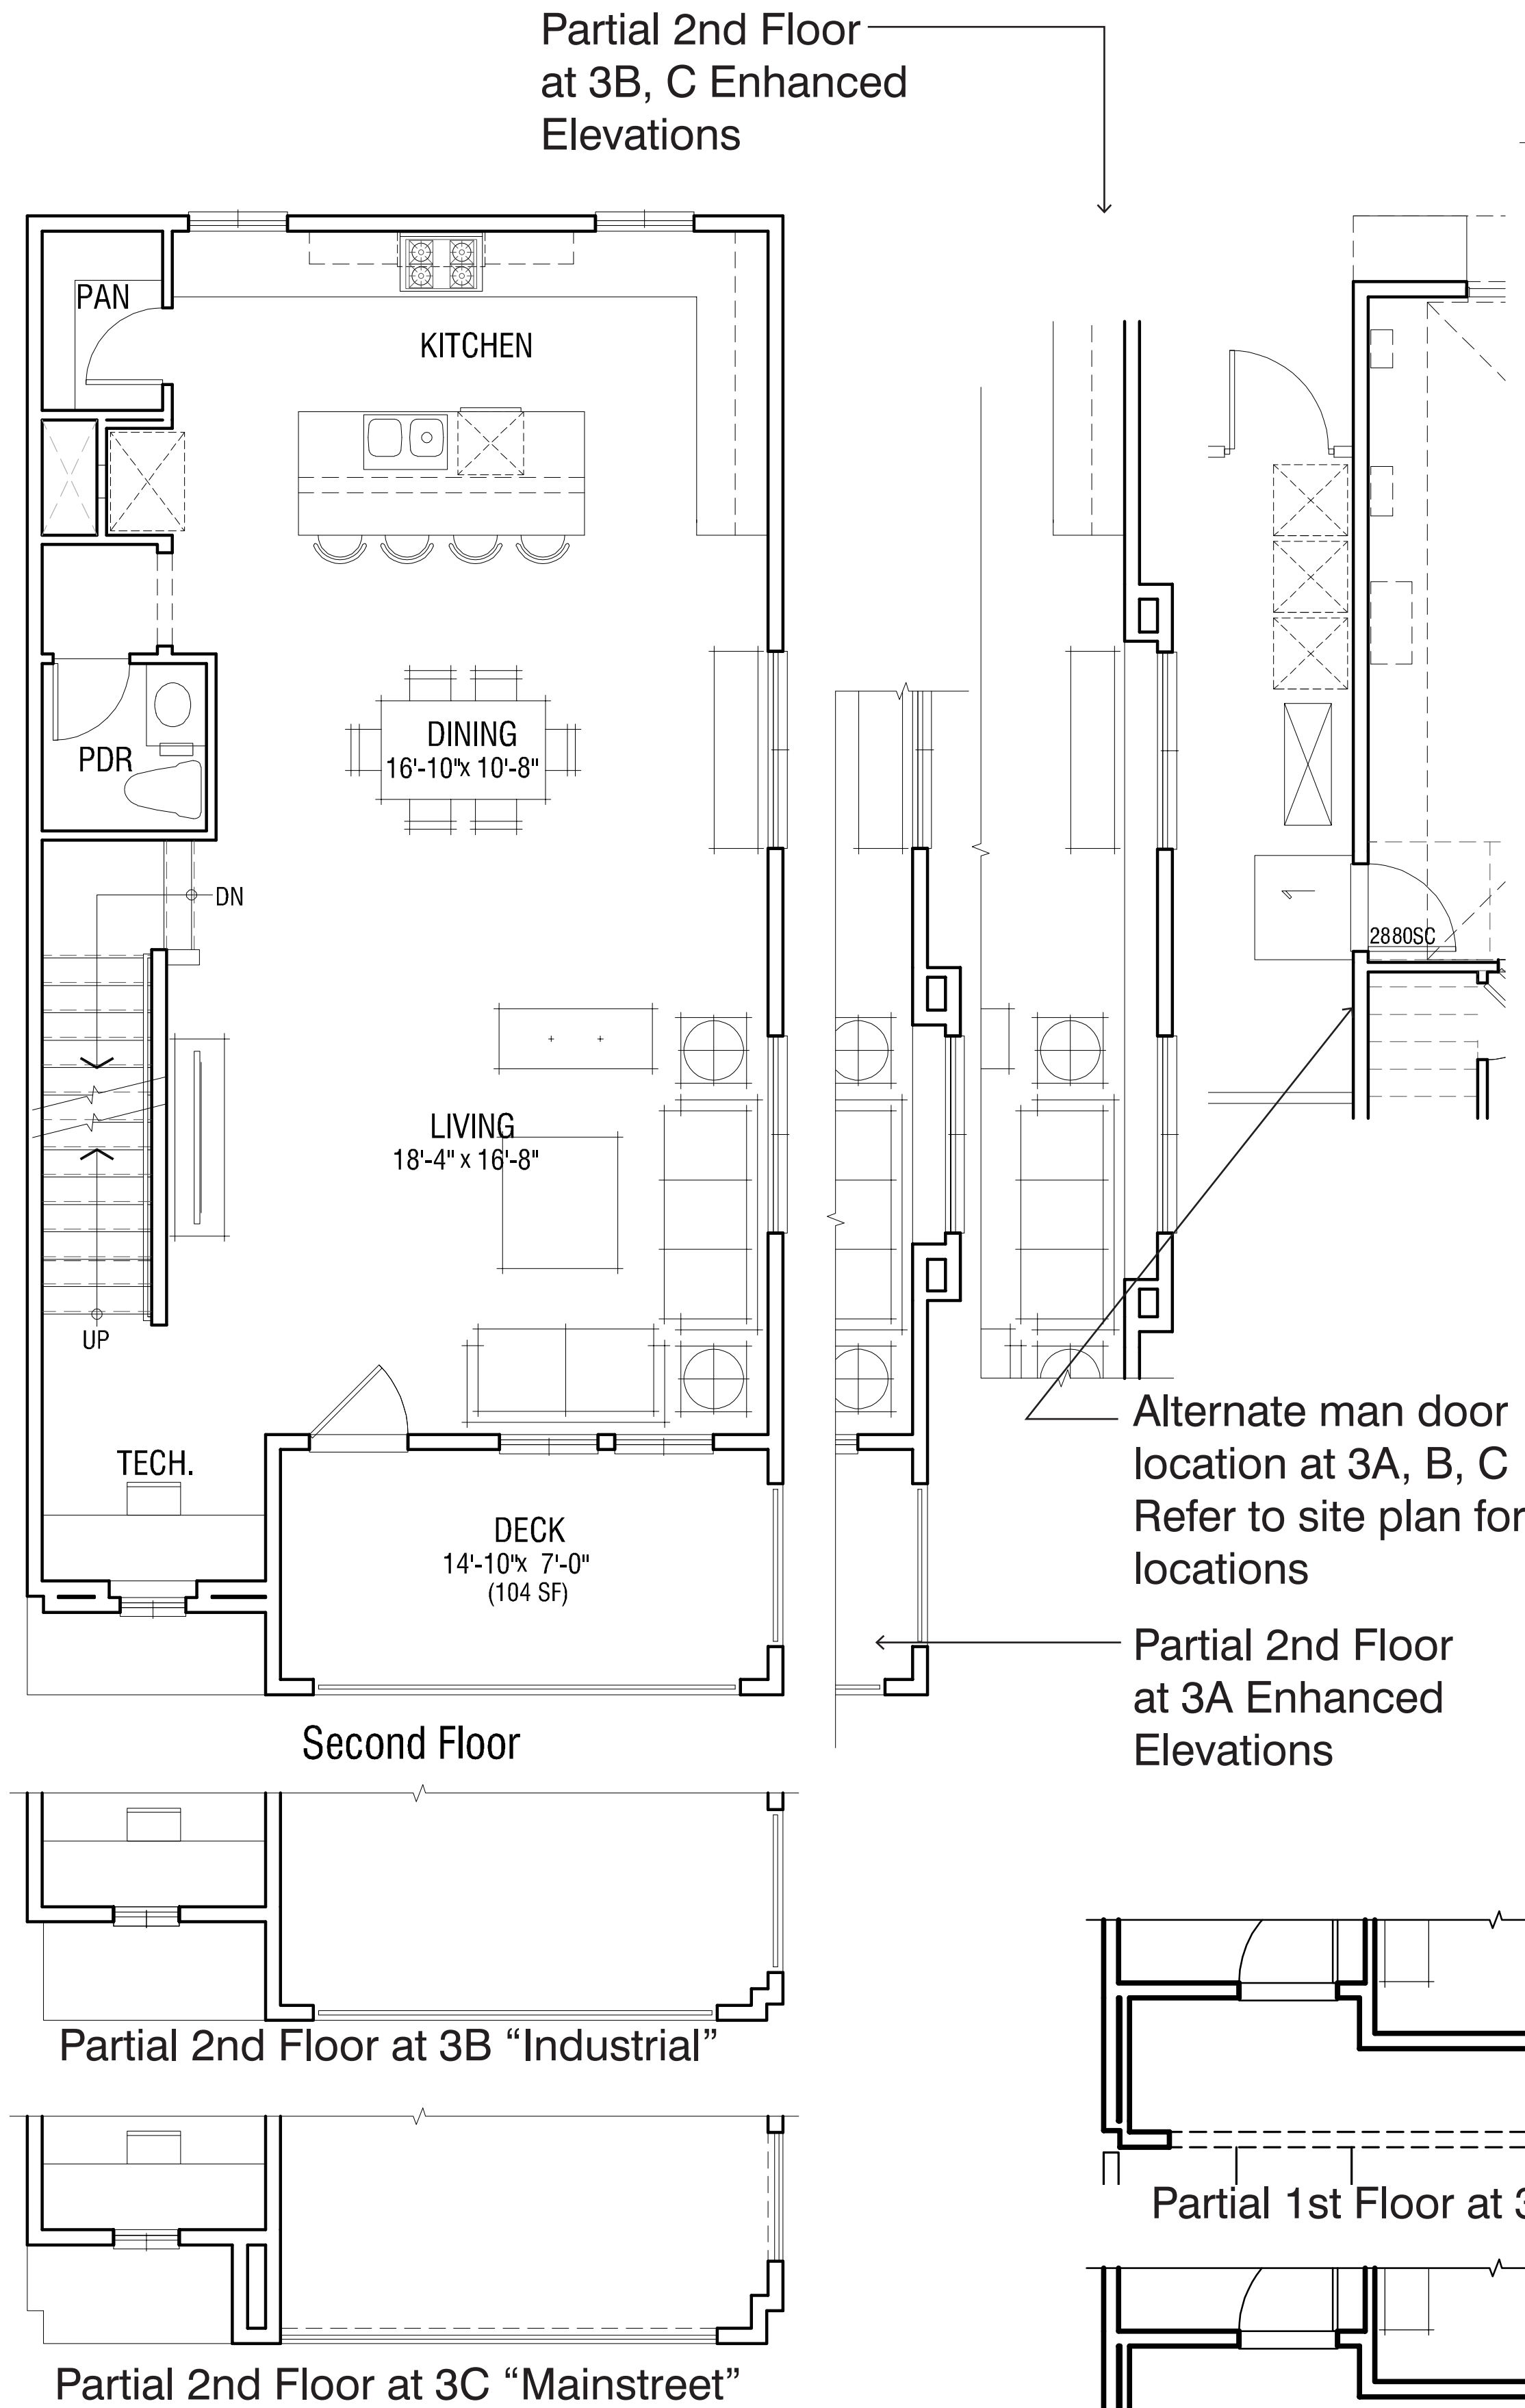 Partial 2nd Floor
at 3B, C Enhanced
Elevations
PAN
KITCHEN
DINING
16'-10"x 10'-8"
PDR
DN
2880SC
LIVING
18'-4" x 16'-8"
UP
TECH.
DECK
14'-10"x 7'-0"
(104 SF)
Alternate man door
location at 3A, B, C
Refer to site plan for
locations
Partial 2nd Floor
at 3A Enhanced
Elevations
Second Floor
Partial 2nd Floor at 3B “Industrial”
Partial 1st Floor at
Partial 2nd Floor at 3C “Mainstreet”